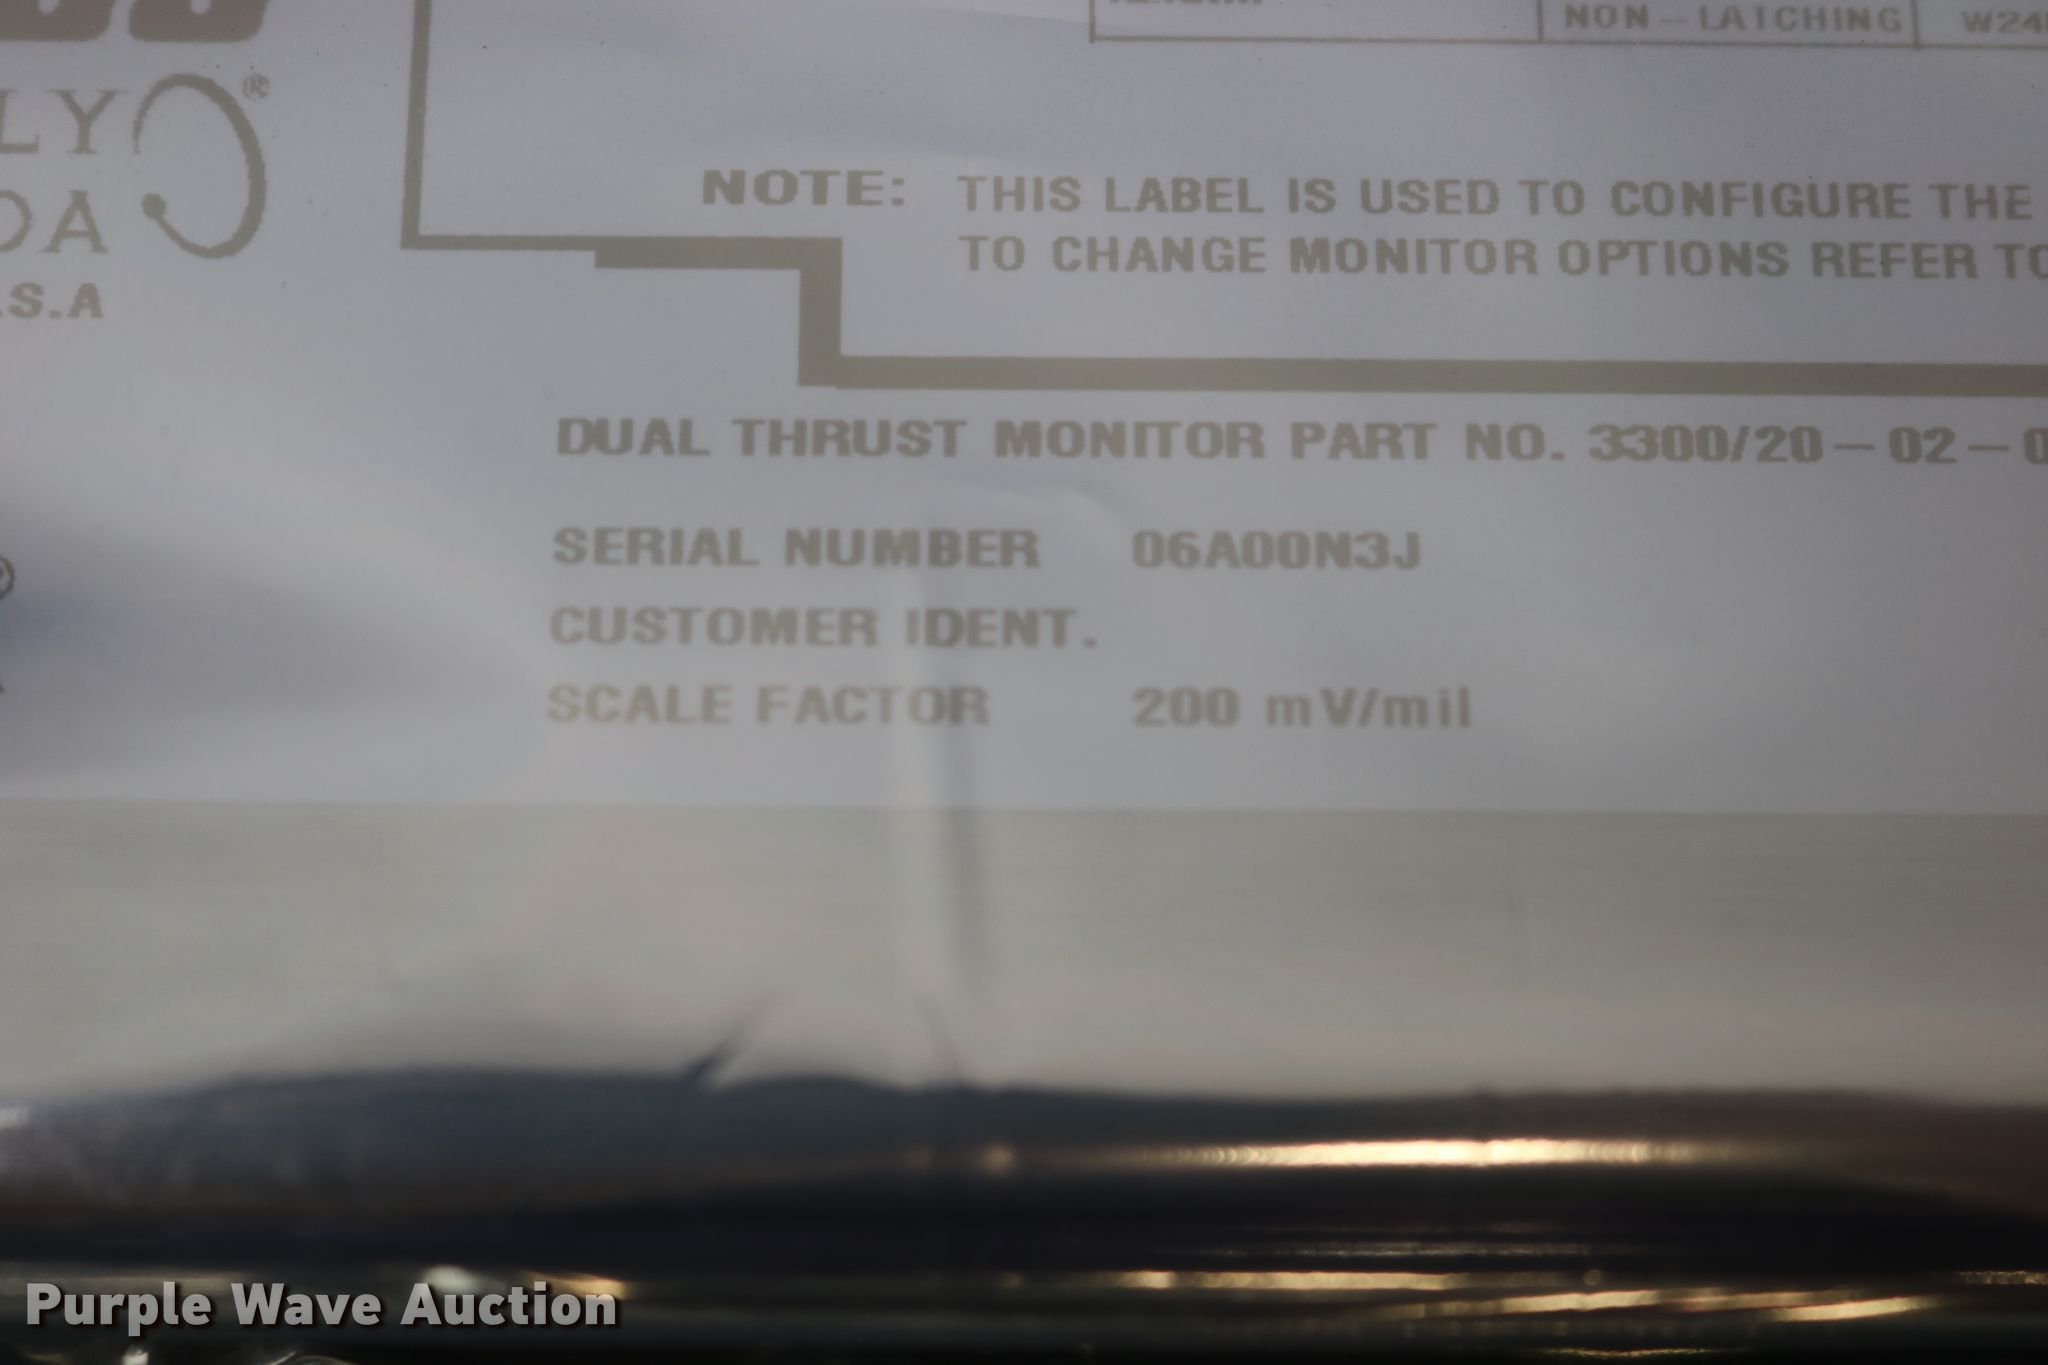 NON – LATCHING
LY ®
DA
.S.A
NOTE: THIS LABEL IS USED TO CONFIGURE THE
TO CHANGE MONITOR OPTIONS REFER TO
DUAL THRUST MONITOR PART NO. 3300/20 – 02 – 0
SERIAL NUMBER 06A00N3J
CUSTOMER IDENT.
SCALE FACTOR 200 mV/mil
Purple Wave Auction